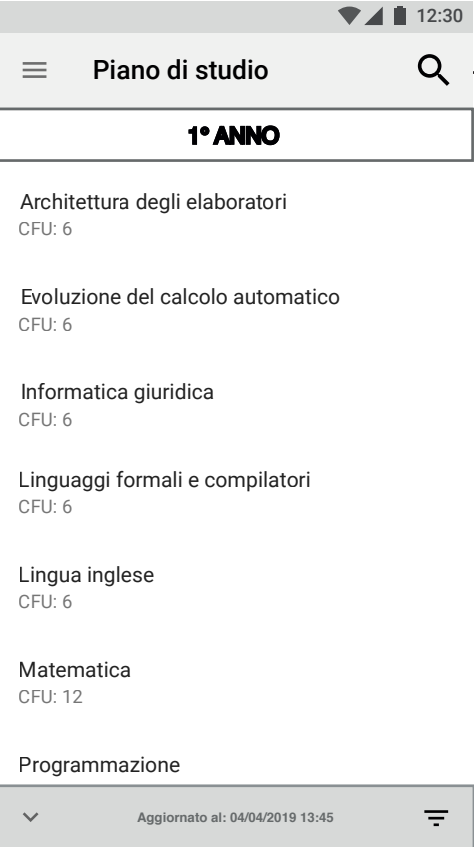 12:30
Piano di studio
1° ANNO
Architettura degli elaboratori
CFU: 6
Evoluzione del calcolo automatico
CFU: 6
Informatica giuridica
CFU: 6
Linguaggi formali e compilatori
CFU: 6
Lingua inglese
CFU: 6
Matematica
CFU: 12
Programmazione
Aggiornato al: 04/04/2019 13:45